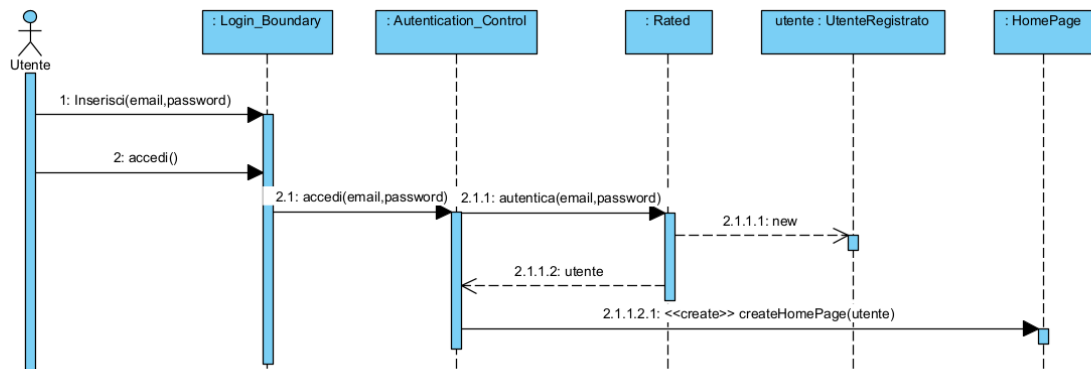 : Login_Boundary
: Autentication_Control
: Rated
utente : UtenteRegistrato
: HomePage
Utente
1: Inserisci(email,password)
2: accedi()
2.1: accedi(email,password)
2.1.1: autentica(email,password)
2.1.1.1: new
2.1.1.2: utente
2.1.1.2.1: <<create>> createHomePage(utente)